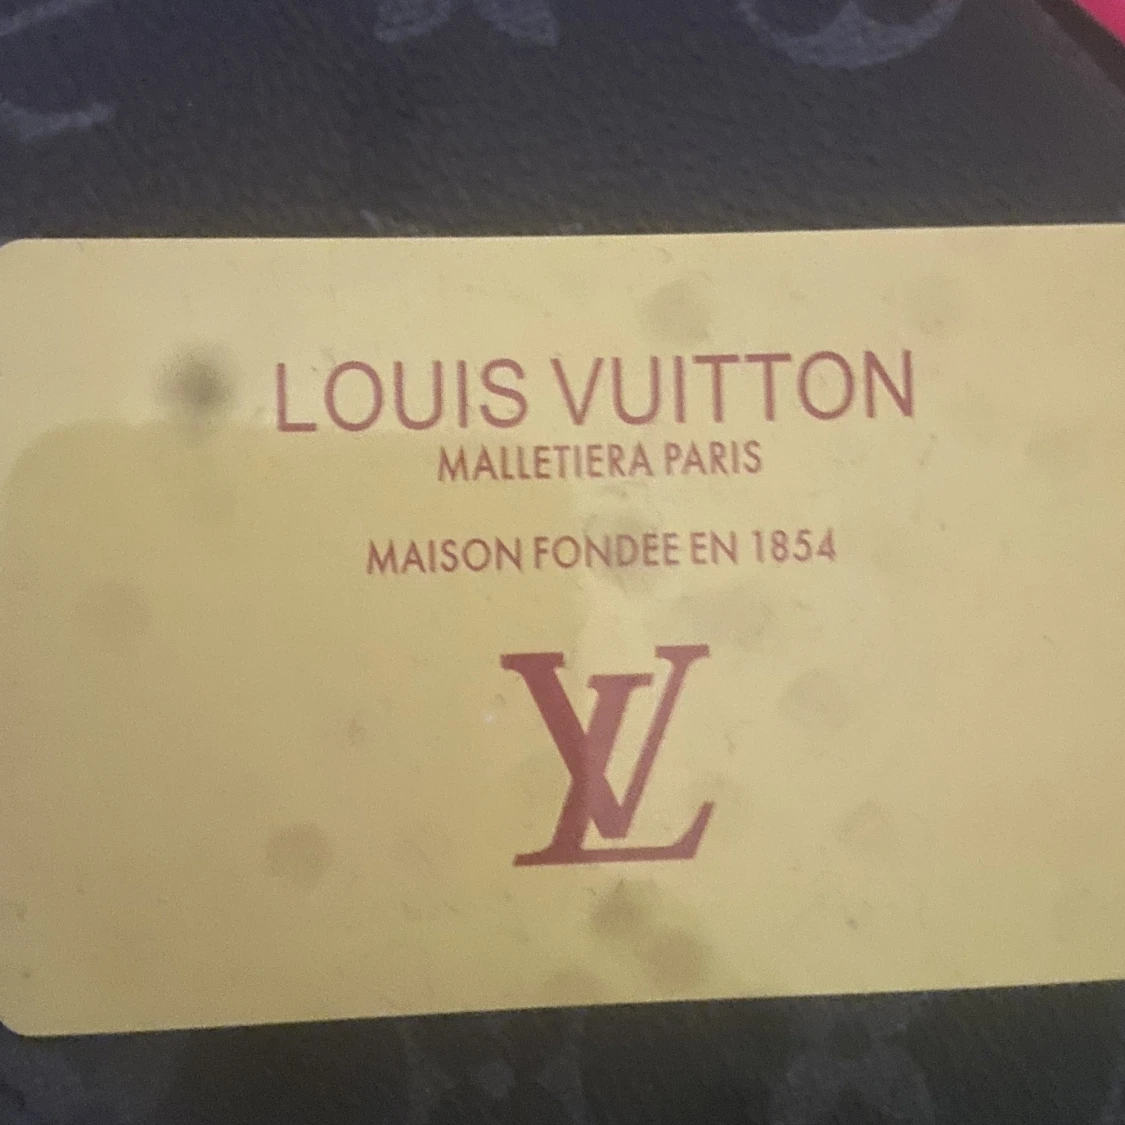 LOUIS VUITTON
MALLETIERA PARIS
MAISON FONDEE EN 1854
LV